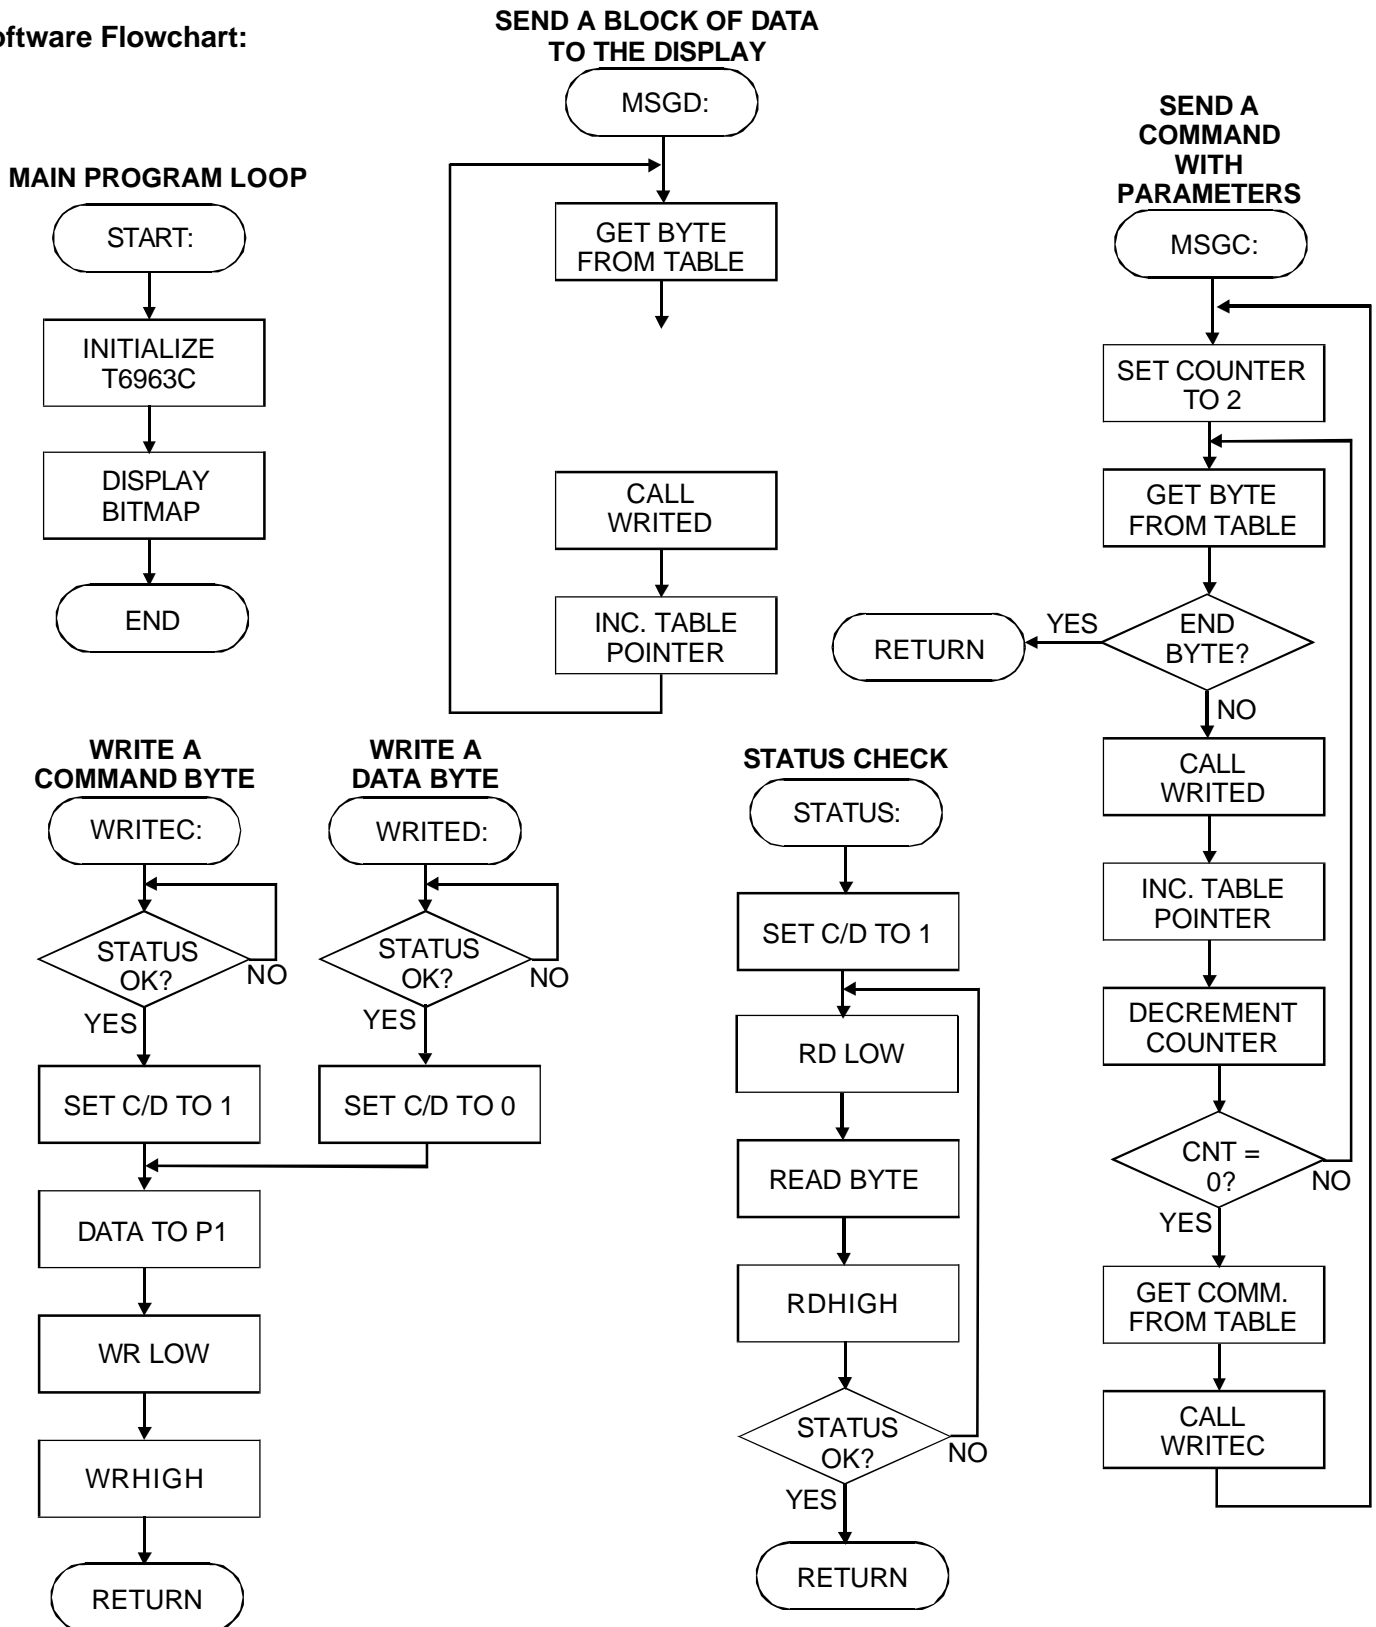 oftware Flowchart:
SEND A BLOCK OF DATA
TO THE DISPLAY
MSGD:
GET BYTE
FROM TABLE
CALL
WRITED
INC. TABLE
POINTER
MAIN PROGRAM LOOP
START:
INITIALIZE
T6963C
DISPLAY
BITMAP
END
SEND A
COMMAND
WITH
PARAMETERS
MSGC:
SET COUNTER
TO 2
GET BYTE
FROM TABLE
END
BYTE?
YES
RETURN
NO
CALL
WRITED
INC. TABLE
POINTER
DECREMENT
COUNTER
CNT =
0?
NO
YES
GET COMM.
FROM TABLE
CALL
WRITEC
WRITE A
COMMAND BYTE
WRITEC:
STATUS
OK?
NO
YES
SET C/D TO 1
DATA TO P1
WR LOW
WRHIGH
RETURN
WRITE A
DATA BYTE
WRITED:
STATUS
OK?
NO
YES
SET C/D TO 0
STATUS CHECK
STATUS:
SET C/D TO 1
RD LOW
READ BYTE
RDHIGH
STATUS
OK?
NO
YES
RETURN